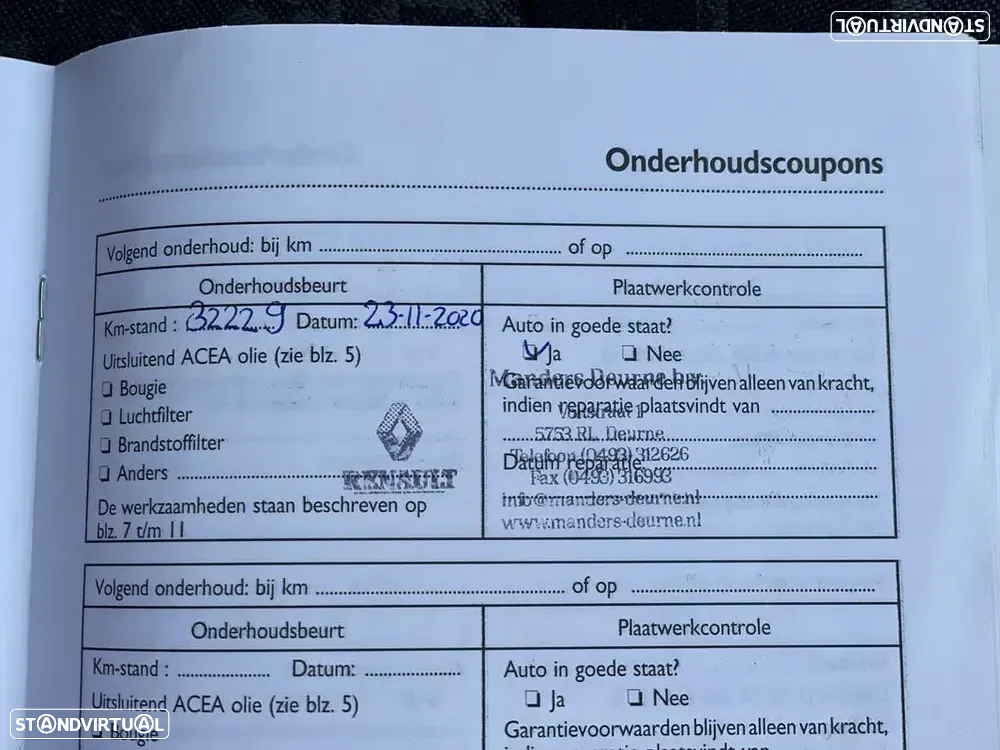 STANDVIRTUAL
Onderhoudscoupons
Volgend onderhoud: bij km ........ of op ........
Onderhoudsbeurt
Km-stand : 32229 Datum: 23-11-2020
Uitsluitend ACEA olie (zie blz. 5)
❏ Bougie
❏ Luchtfilter
❏ Brandstoffilter
❏ Anders ........
RENAULT
De werkzaamheden staan beschreven op
blz. 7 t/m 11
Plaatwerkcontrole
Auto in goede staat?
☑ Ja ❏ Nee
Manders Deurne bv
Garantievoorwaarden blijven alleen van kracht,
indien reparatie plaatsvindt van ........
5753 RL Deurne
Telefoon (0493) 312626
Datum reparatie ........
Fax (0493) 316993
info@manders-deurne.nl
www.manders-deurne.nl
Volgend onderhoud: bij km ........ of op ........
Onderhoudsbeurt
Km-stand : ........ Datum: ........
Uitsluitend ACEA olie (zie blz. 5)
❏ Bougie
Plaatwerkcontrole
Auto in goede staat?
❏ Ja ❏ Nee
Garantievoorwaarden blijven alleen van kracht,
STANDVIRTUAL